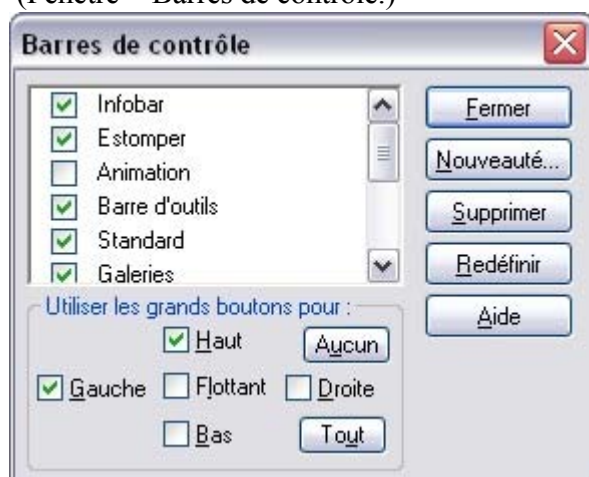 (Fenêtre – Barres de contrôle.)
Barres de contrôle
Infobar
Estomper
Animation
Barre d'outils
Standard
Galeries
Fermer
Nouveauté...
Supprimer
Redéfinir
Aide
Utiliser les grands boutons pour :
Haut
Aucun
Gauche
Flottant
Droite
Bas
Tout